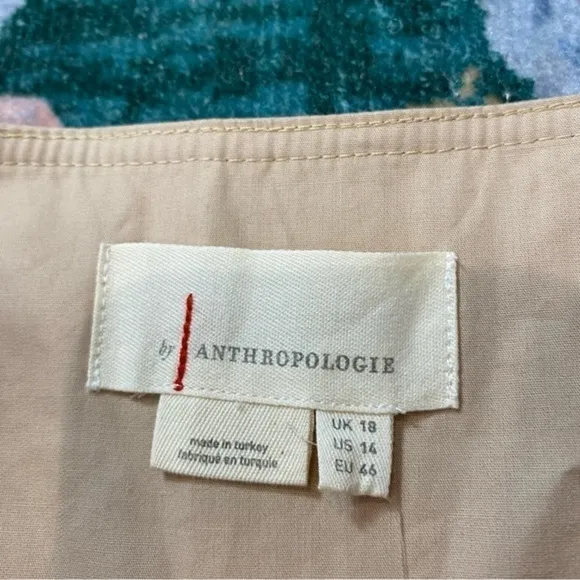 by ANTHROPOLOGIE
made in turkey
fabriqué en turquie
UK 18
US 14
EU 46